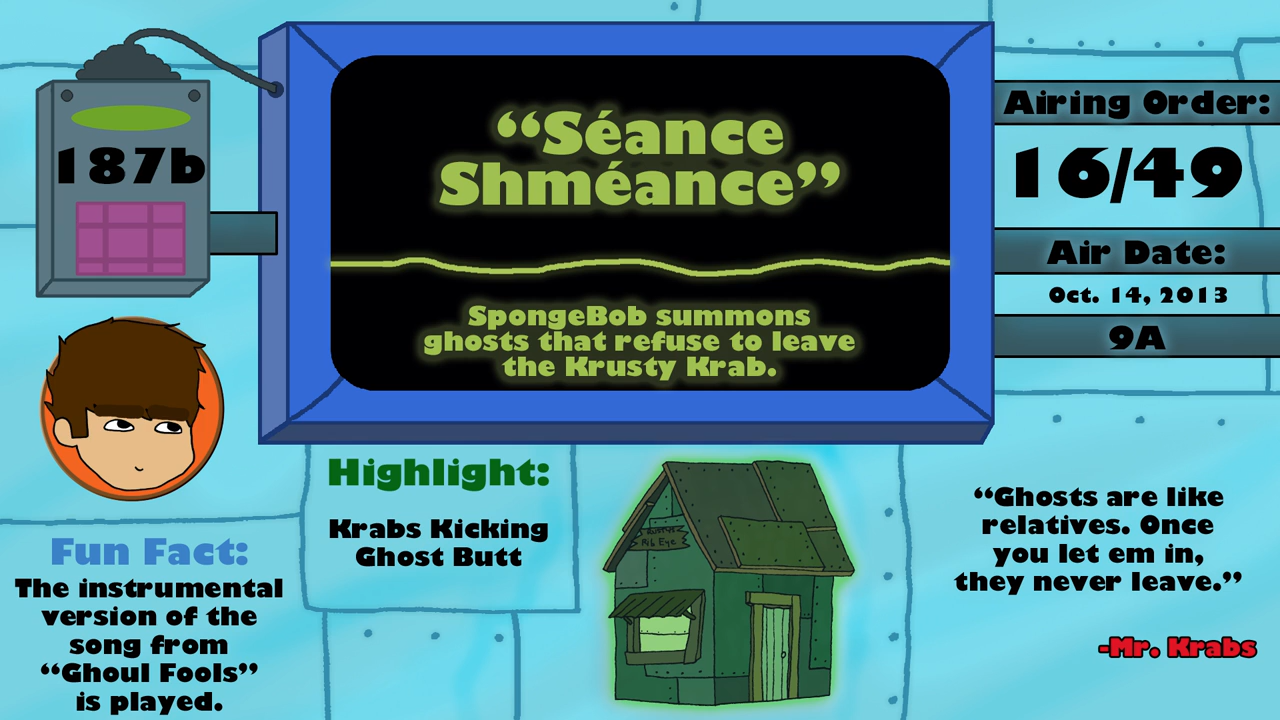 187b
“Séance
Shméance”
SpongeBob summons
ghosts that refuse to leave
the Krusty Krab.
Airing Order:
16/49
Air Date:
Oct. 14, 2013
9A
Fun Fact:
The instrumental
version of the
song from
“Ghoul Fools”
is played.
Highlight:
Krabs Kicking
Ghost Butt
Rib Eye
“Ghosts are like
relatives. Once
you let em in,
they never leave.”
-Mr. Krabs